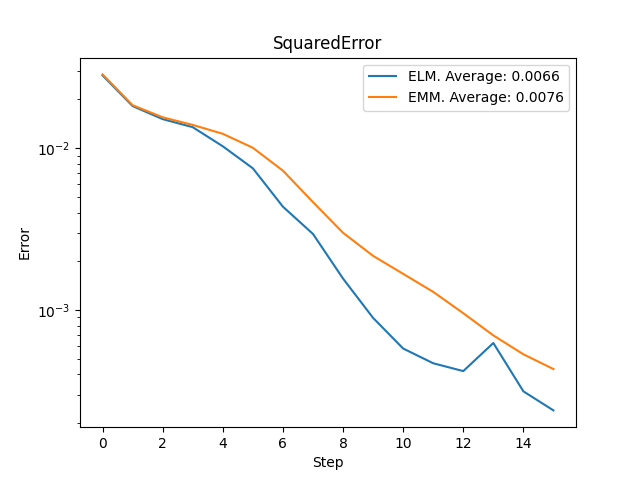 SquaredError
ELM. Average: 0.0066
EMM. Average: 0.0076
Error
10⁻²
10⁻³
0 2 4 6 8 10 12 14
Step